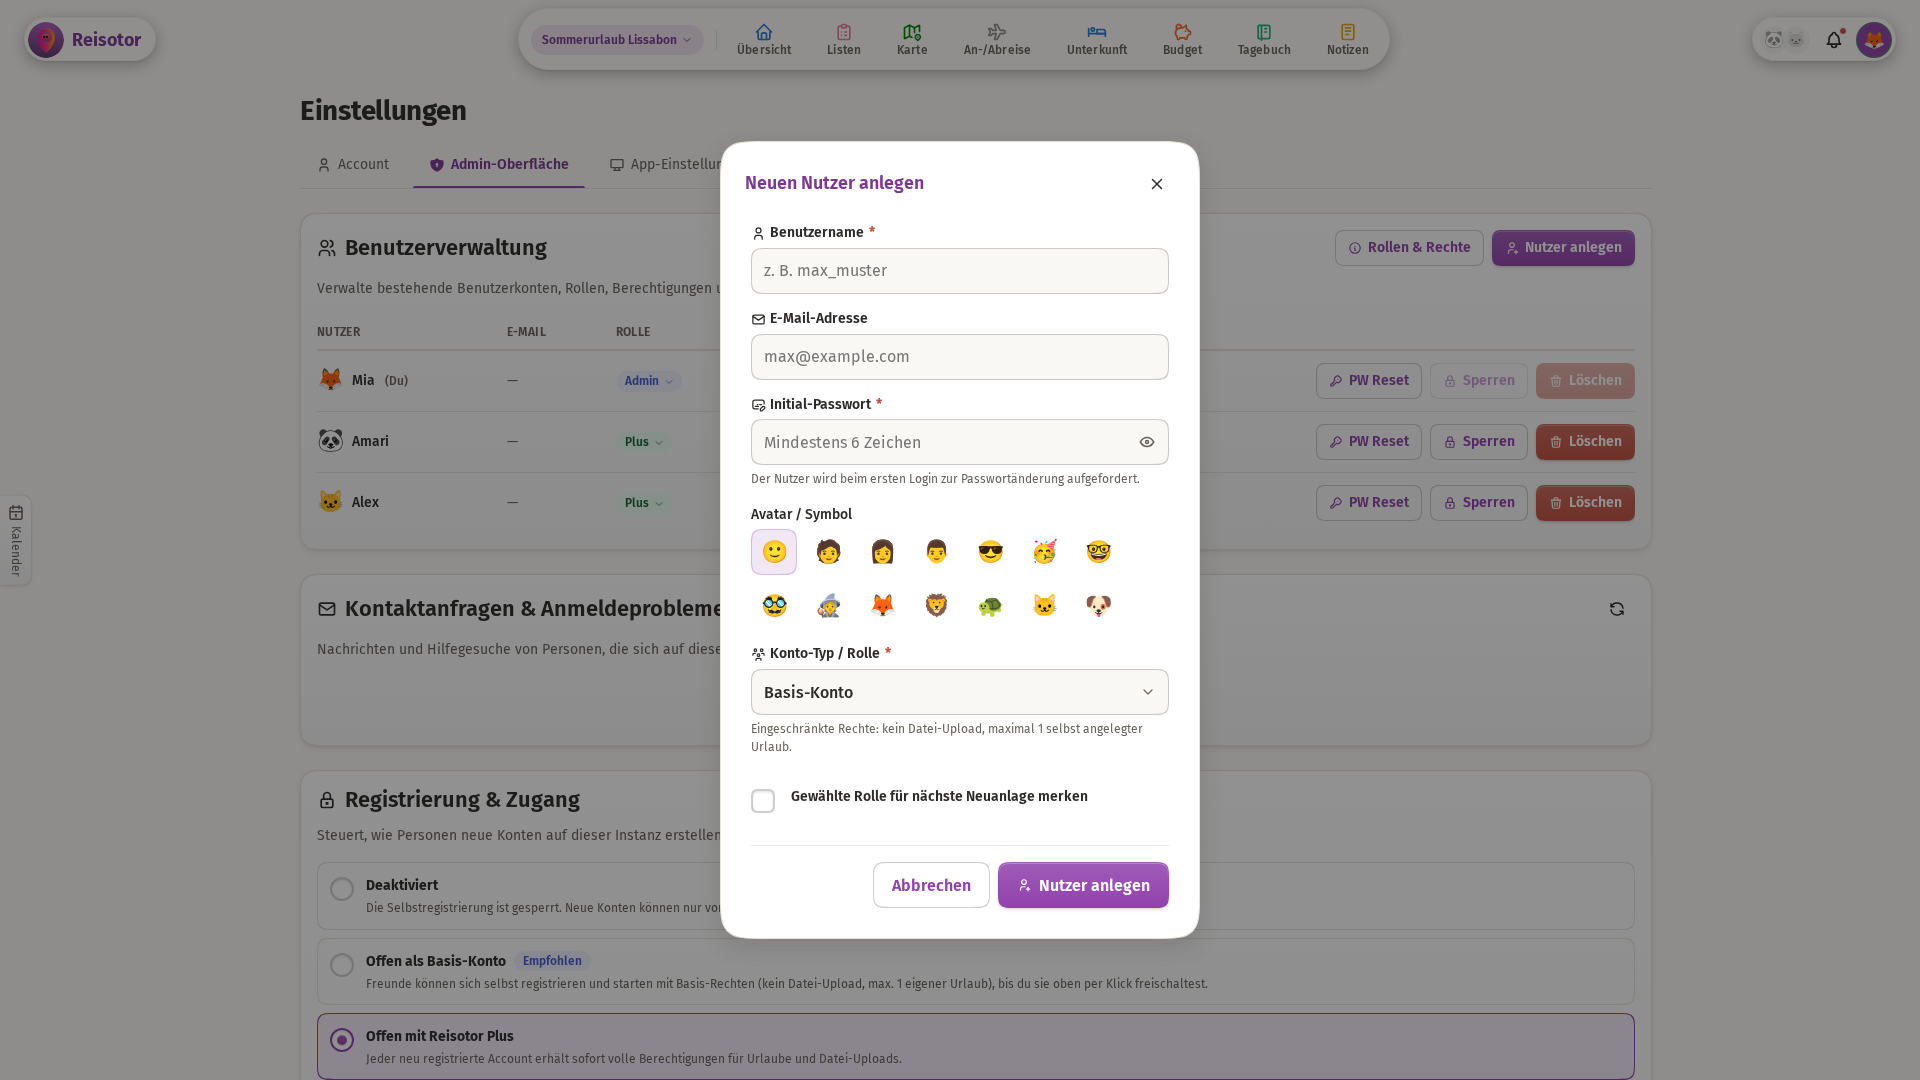 Reisotor
Sommerurlaub Lissabon
Übersicht
Listen
Karte
An-/Abreise
Unterkunft
Budget
Tagebuch
Notizen
Einstellungen
Account
Admin-Oberfläche
App-Einstellun
Benutzerverwaltung
Rollen & Rechte
Nutzer anlegen
Verwalte bestehende Benutzerkonten, Rollen, Berechtigungen
NUTZER
E-MAIL
ROLLE
Mia (Du)
—
Admin
PW Reset
Sperren
Löschen
Amari
—
Plus
PW Reset
Sperren
Löschen
Alex
—
Plus
PW Reset
Sperren
Löschen
Kalender
Kontaktanfragen & Anmeldeprobleme
Nachrichten und Hilfegesuche von Personen, die sich auf diese
Registrierung & Zugang
Steuert, wie Personen neue Konten auf dieser Instanz erstellen
Deaktiviert
Die Selbstregistrierung ist gesperrt. Neue Konten können nur vo
Offen als Basis-Konto
Empfohlen
Freunde können sich selbst registrieren und starten mit Basis-Rechten (kein Datei-Upload, max. 1 eigener Urlaub), bis du sie oben per Klick freischaltest.
Offen mit Reisotor Plus
Jeder neu registrierte Account erhält sofort volle Berechtigungen für Urlaube und Datei-Uploads.
Neuen Nutzer anlegen
Benutzername *
z. B. max_muster
E-Mail-Adresse
max@example.com
Initial-Passwort *
Mindestens 6 Zeichen
Der Nutzer wird beim ersten Login zur Passwortänderung aufgefordert.
Avatar / Symbol
Konto-Typ / Rolle *
Basis-Konto
Eingeschränkte Rechte: kein Datei-Upload, maximal 1 selbst angelegter
Urlaub.
Gewählte Rolle für nächste Neuanlage merken
Abbrechen
Nutzer anlegen